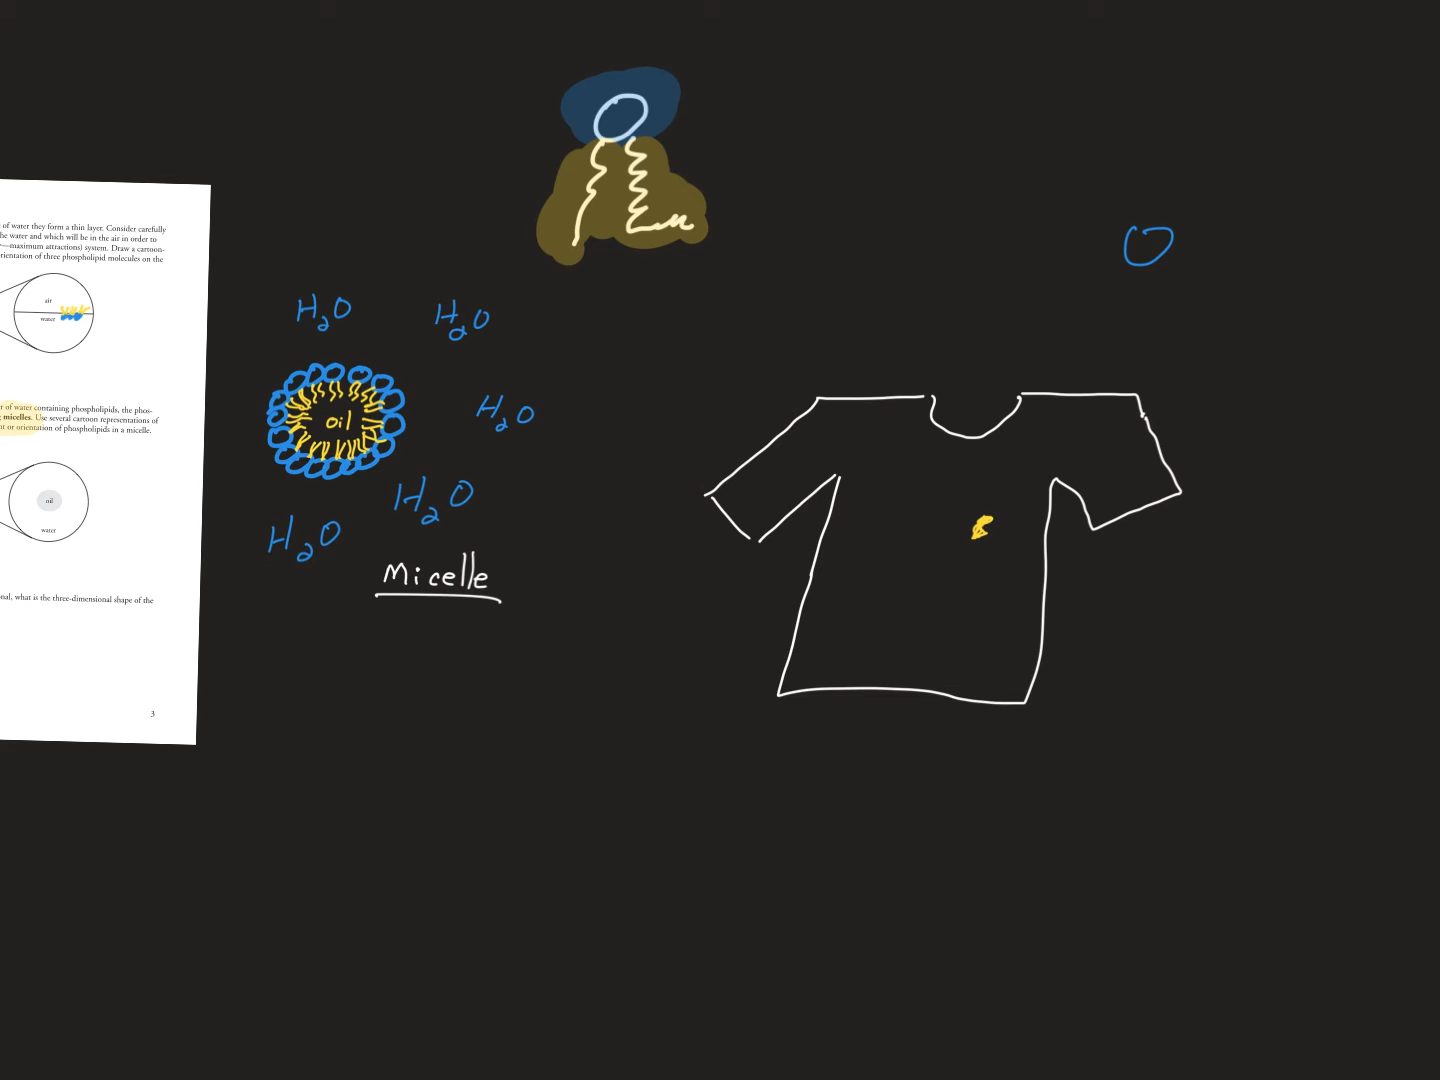 of water they form a thin layer. Consider carefully
he water and which will be in the air in order to
—maximum attractions) system. Draw a cartoon-
rientation of three phospholipid molecules on the
air
water
of water containing phospholipids, the phos-
micelles. Use several cartoon representations of
nt or orientation of phospholipids in a micelle.
oil
water
onal, what is the three-dimensional shape of the
3
H2O
H2O
oil
H2O
H2O
H2O
Micelle